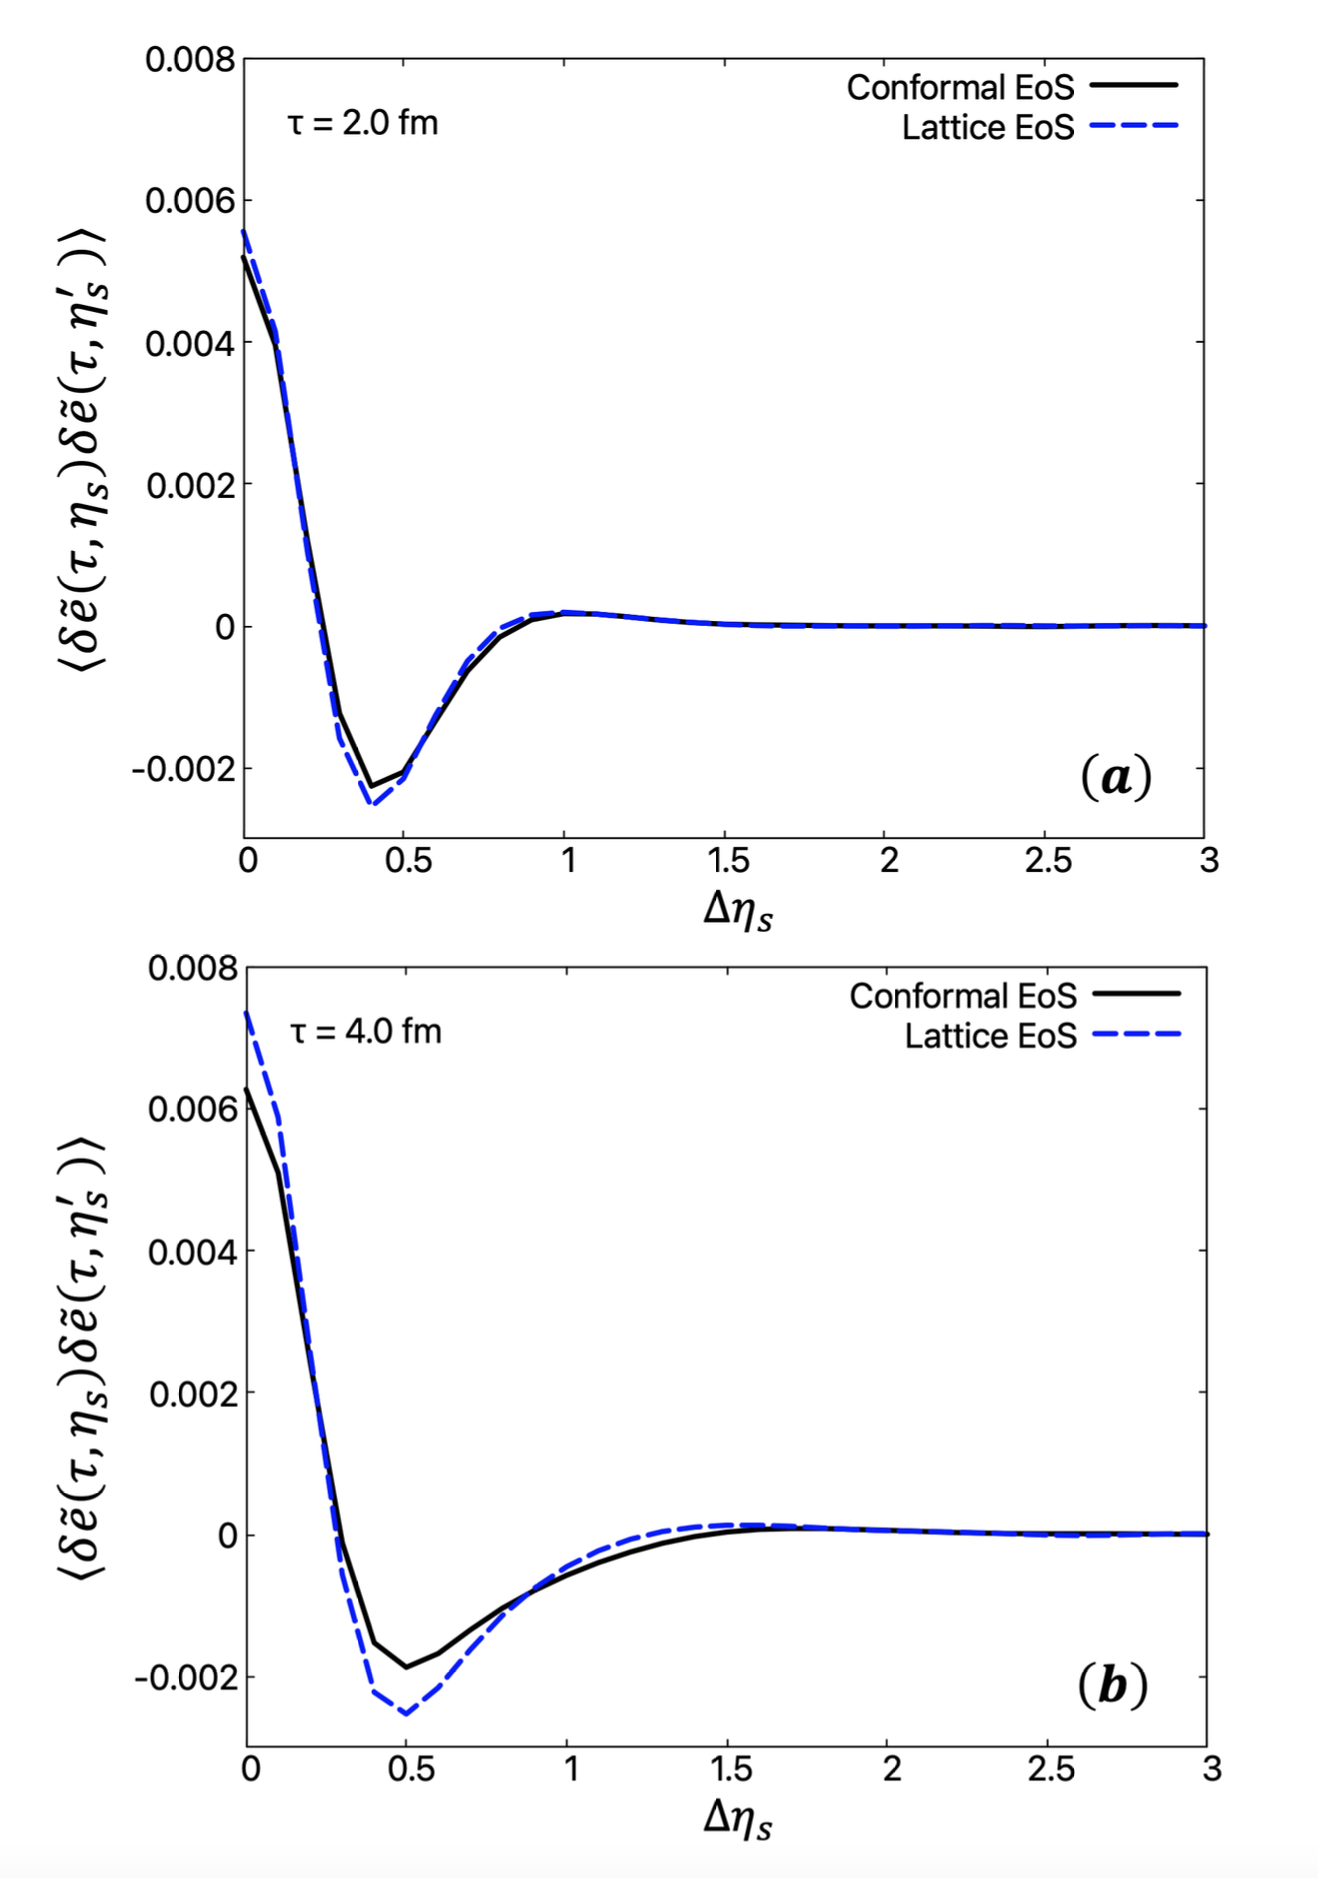 0.008
τ = 2.0 fm
Conformal EoS
Lattice EoS
0.006
0.004
0.002
0
-0.002
⟨δẽ(τ, ηₛ)δẽ(τ, η′ₛ)⟩
(a)
0 0.5 1 1.5 2 2.5 3
Δηₛ
0.008
τ = 4.0 fm
Conformal EoS
Lattice EoS
0.006
0.004
0.002
0
-0.002
⟨δẽ(τ, ηₛ)δẽ(τ, η′ₛ)⟩
(b)
0 0.5 1 1.5 2 2.5 3
Δηₛ